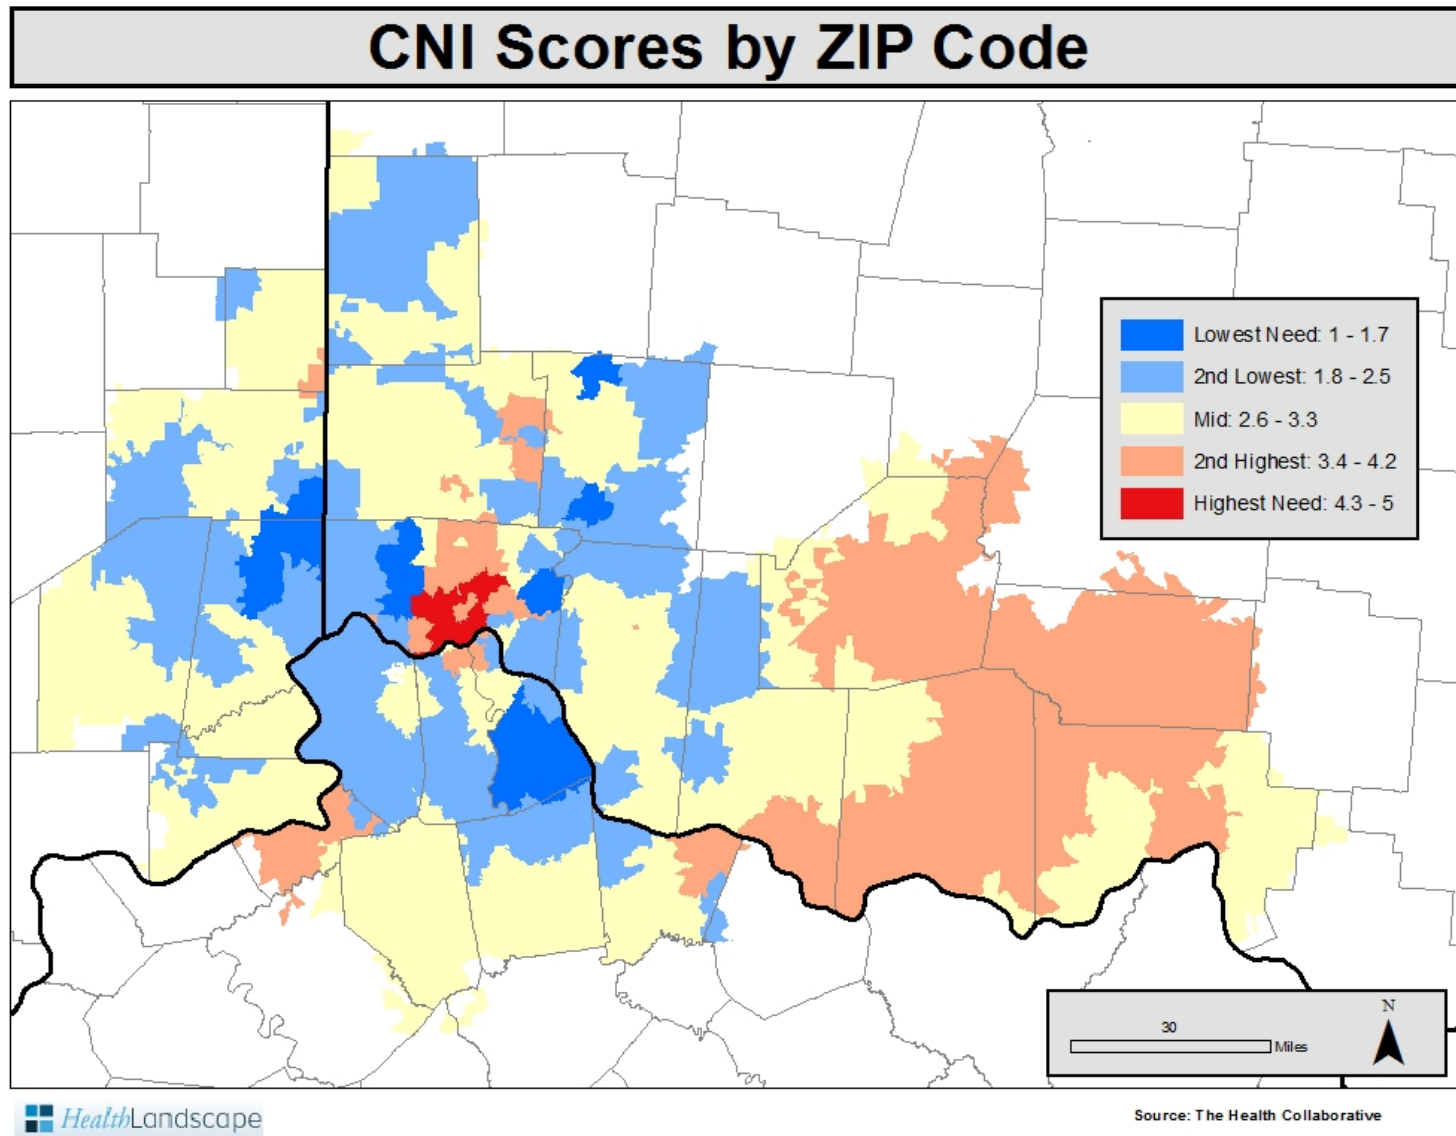 CNI Scores by ZIP Code
Lowest Need: 1 - 1.7
2nd Lowest: 1.8 - 2.5
Mid: 2.6 - 3.3
2nd Highest: 3.4 - 4.2
Highest Need: 4.3 - 5
N
30
Miles
HealthLandscape
Source: The Health Collaborative